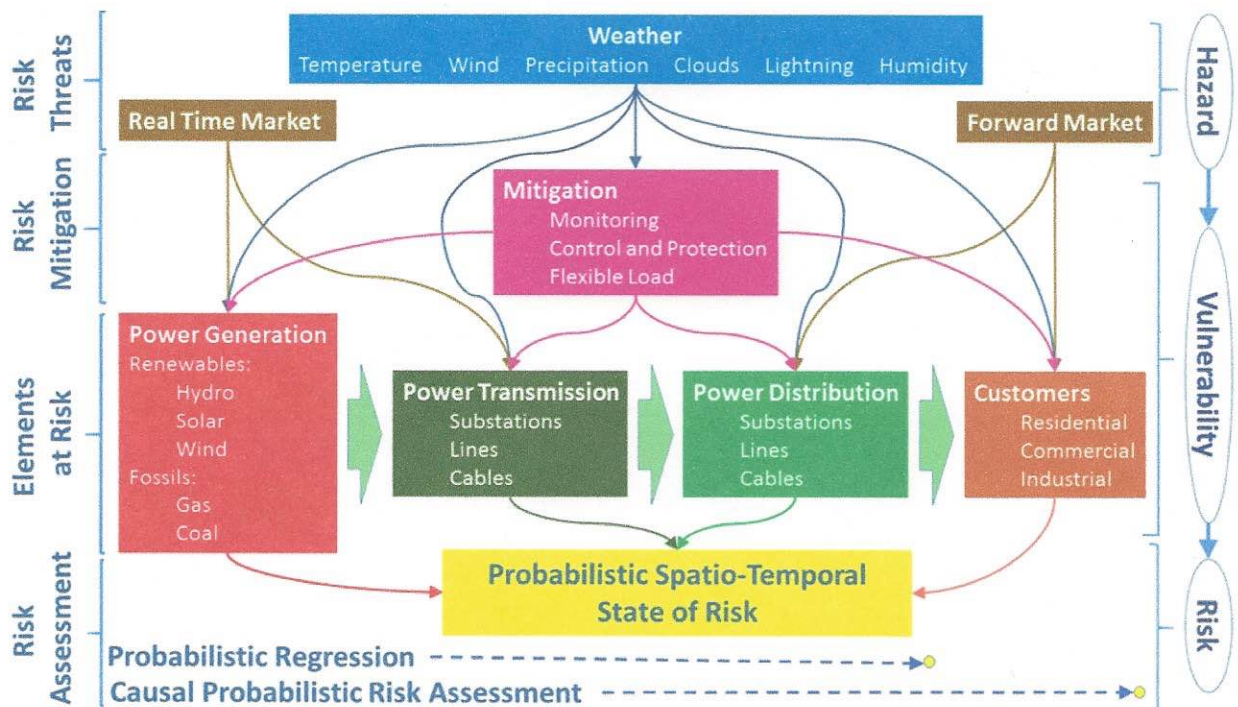 Risk
Threats
Weather
Temperature Wind Precipitation Clouds Lightning Humidity
Real Time Market
Forward Market
Hazard
Risk
Mitigation
Mitigation
Monitoring
Control and Protection
Flexible Load
Vulnerability
Elements
at Risk
Power Generation
Renewables:
Hydro
Solar
Wind
Fossils:
Gas
Coal
Power Transmission
Substations
Lines
Cables
Power Distribution
Substations
Lines
Cables
Customers
Residential
Commercial
Industrial
Risk
Assessment
Probabilistic Spatio-Temporal
State of Risk
Probabilistic Regression
Causal Probabilistic Risk Assessment
Risk